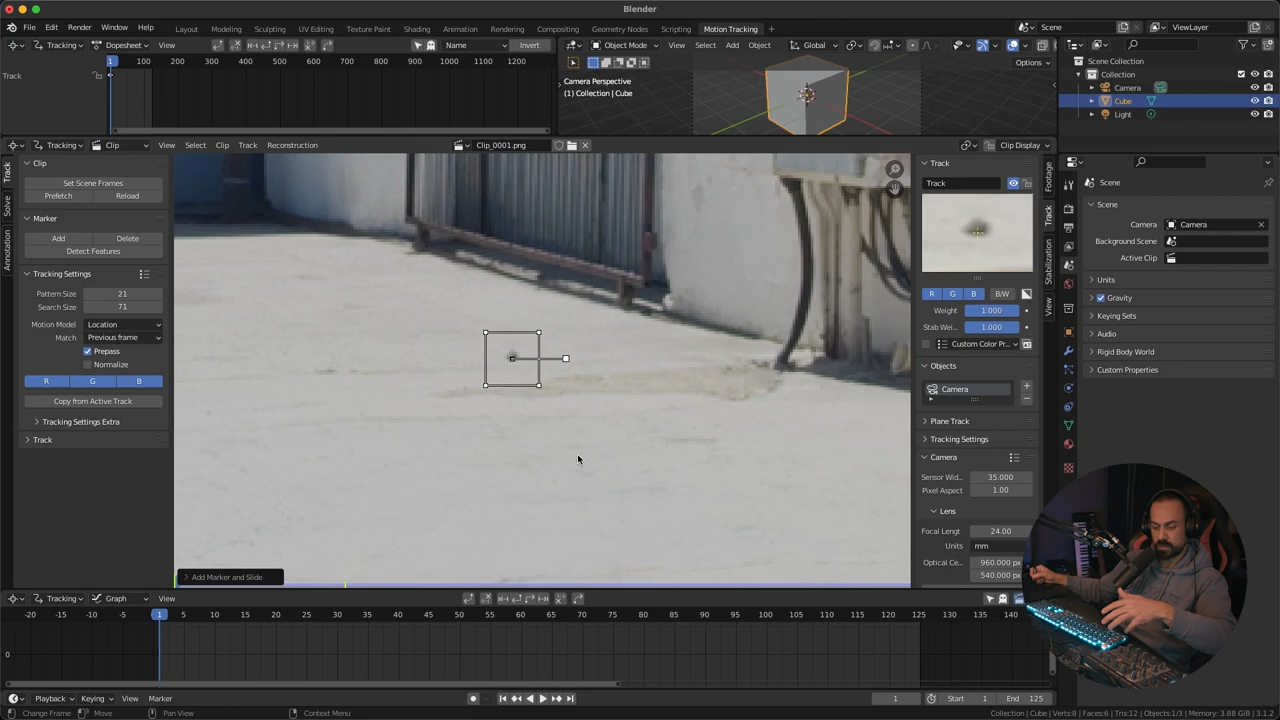 Blender
File Edit Render Window Help
Layout Modeling Sculpting UV Editing Texture Paint Shading Animation Rendering Compositing Geometry Nodes Scripting Motion Tracking
Scene
ViewLayer
Tracking Dopesheet View Name Invert
1 100 200 300 400 500 600 700 800 900 1000 1100 1200
Track
Object Mode View Select Add Object Global
Options
Camera Perspective
(1) Collection | Cube
Scene Collection
Collection
Camera
Cube
Light
Clip View Select Clip Track Reconstruction Clip_0001.png Clip Display
Track
Solve
Annotation
Clip
Set Scene Frames
Prefetch Reload
Marker
Add Delete
Detect Features
Tracking Settings
Pattern Size 21
Search Size 71
Motion Model Location
Match Previous frame
Prepass
Normalize
R G B
Copy from Active Track
Tracking Settings Extra
Track
Add Marker and Slide
Track
Track
R G B B/W
Weight 1.000
Stab Wei... 1.000
Custom Color Pr...
Objects
Camera
Plane Track
Tracking Settings
Camera
Sensor Wid... 35.000
Pixel Aspect 1.00
Lens
Focal Lengt 24.00
Units mm
Optical Ce... 960.000 px
540.000 px
Footage
Track
Stabilization
View
Scene
Scene
Camera Camera
Background Scene
Active Clip
Units
Gravity
Keying Sets
Audio
Rigid Body World
Custom Properties
Tracking Graph View
-20 -15 -10 -5 1 5 10 15 20 25 30 35 40 45 50 55 60 65 70 75 80 85 90 95 100 105 110 115 120 125 130 135 140
0
Playback Keying View Marker 1 Start 1 End 125
Change Frame Move Pan View Context Menu
Collection | Cube | Verts:8 | Faces:6 | Tris:12 | Objects:1/3 | Memory: 3.88 GiB | 3.1.2